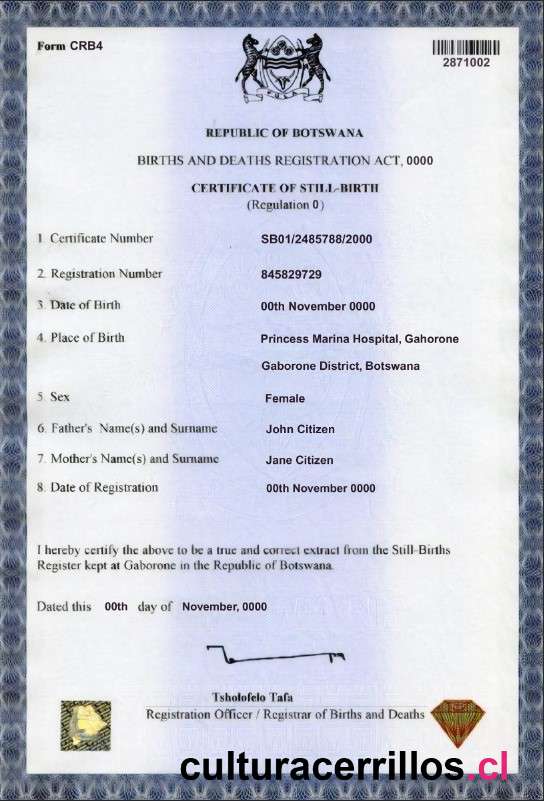 Form CRB4
2871002
PULA
REPUBLIC OF BOTSWANA
BIRTHS AND DEATHS REGISTRATION ACT, 0000
CERTIFICATE OF STILL-BIRTH
(Regulation 0)
1. Certificate Number SB01/2485788/2000
2. Registration Number 845829729
3. Date of Birth 00th November 0000
4. Place of Birth Princess Marina Hospital, Gahorone
Gaborone District, Botswana
5. Sex Female
6. Father's Name(s) and Surname John Citizen
7. Mother's Name(s) and Surname Jane Citizen
8. Date of Registration 00th November 0000
I hereby certify the above to be a true and correct extract from the Still-Births
Register kept at Gaborone in the Republic of Botswana.
Dated this 00th day of November, 0000
Tsholofelo Tafa
Registration Officer / Registrar of Births and Deaths
culturacerrillos.cl